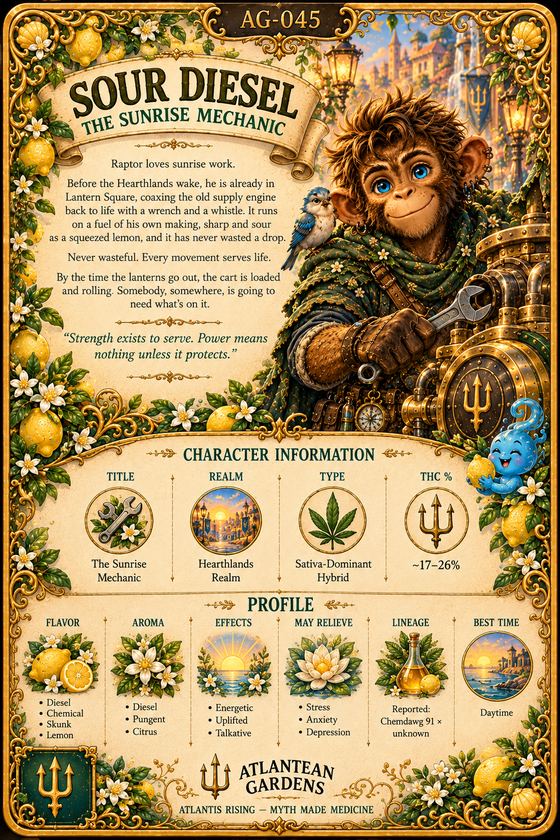 AG-045
SOUR DIESEL
THE SUNRISE MECHANIC
Raptor loves sunrise work.
Before the Hearthlands wake, he is already in
Lantern Square, coaxing the old supply engine
back to life with a wrench and a whistle. It runs
on a fuel of his own making, sharp and sour
as a squeezed lemon, and it has never wasted a drop.
Never wasteful. Every movement serves life.
By the time the lanterns go out, the cart is loaded
and rolling. Somebody, somewhere, is going to
need what's on it.
“Strength exists to serve. Power means
nothing unless it protects.”
CHARACTER INFORMATION
TITLE
The Sunrise
Mechanic
REALM
Hearthlands
Realm
TYPE
Sativa-Dominant
Hybrid
THC %
~17–26%
PROFILE
FLAVOR
• Diesel
• Chemical
• Skunk
• Lemon
AROMA
• Diesel
• Pungent
• Citrus
EFFECTS
• Energetic
• Uplifted
• Talkative
MAY RELIEVE
• Stress
• Anxiety
• Depression
LINEAGE
Reported:
Chemdawg 91 ×
unknown
BEST TIME
Daytime
ATLANTEAN
GARDENS
ATLANTIS RISING — MYTH MADE MEDICINE